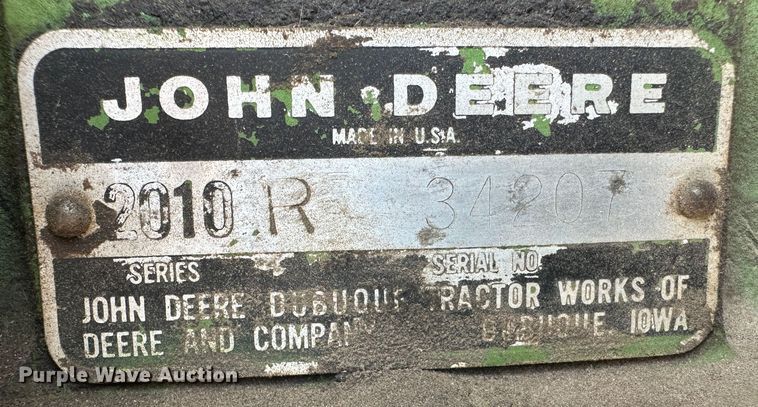 JOHN DEERE
MADE IN U.S.A.
2010 R 34207
SERIES SERIAL NO
JOHN DEERE DUBUQUE TRACTOR WORKS OF
DEERE AND COMPANY DUBUQUE, IOWA
Purple Wave Auction